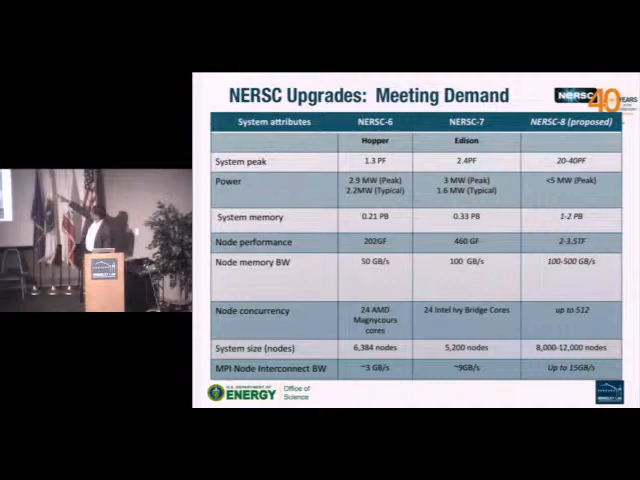 NERSC Upgrades: Meeting Demand
NERSC
40 YEARS
System attributes NERSC-6 NERSC-7 NERSC-8 (proposed)
Hopper Edison
System peak 1.3 PF 2.4PF 20-40PF
Power 2.9 MW (Peak) 3 MW (Peak) <5 MW (Peak)
2.2MW (Typical) 1.6 MW (Typical)
System memory 0.21 PB 0.33 PB 1-2 PB
Node performance 202GF 460 GF 2-3.5TF
Node memory BW 50 GB/s 100 GB/s 100-500 GB/s
Node concurrency 24 AMD 24 Intel Ivy Bridge Cores up to 512
Magnycours
cores
System size (nodes) 6,384 nodes 5,200 nodes 8,000-12,000 nodes
MPI Node Interconnect BW ~3 GB/s ~9GB/s Up to 15GB/s
U.S. DEPARTMENT OF
ENERGY
Office of
Science
BERKELEY LAB